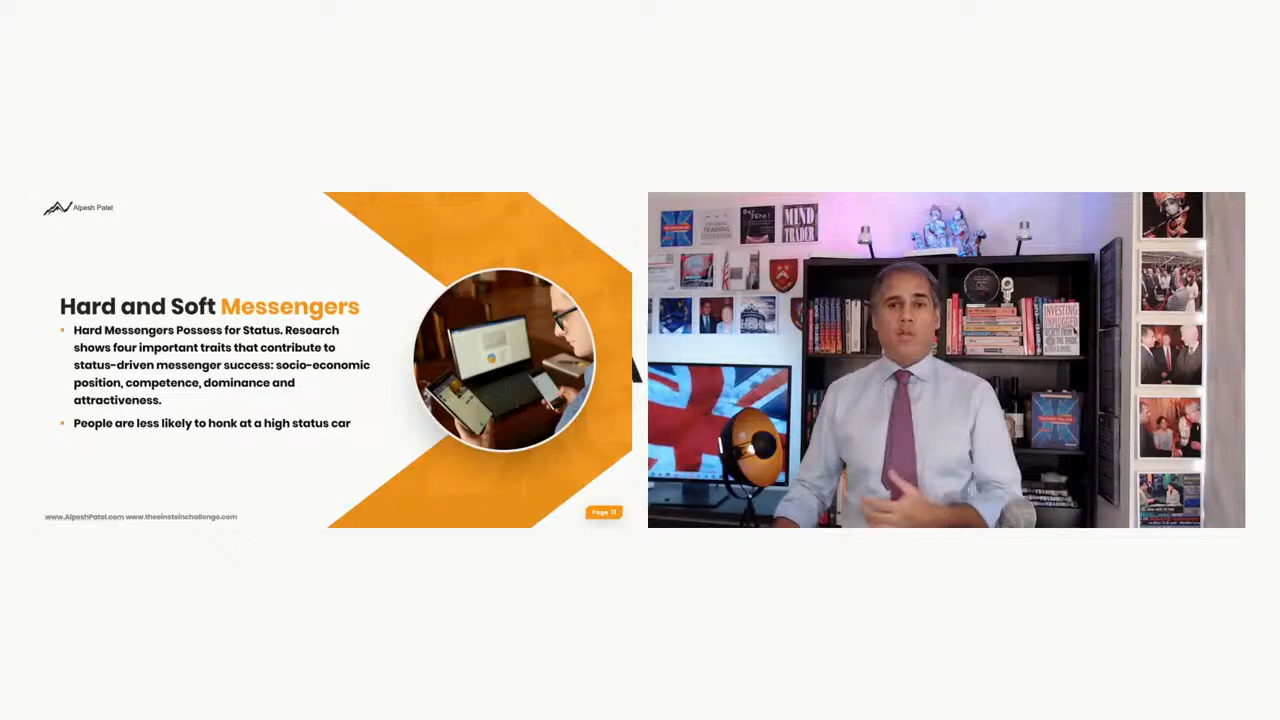 Alpesh Patel
Hard and Soft Messengers
Hard Messengers Possess for Status. Research
shows four important traits that contribute to
status-driven messenger success: socio-economic
position, competence, dominance and
attractiveness.
People are less likely to honk at a high status car
www.AlpeshPatel.com www.theeinsteinchallenge.com
Page 11
MIND
TRADER
INVESTING
UNPLUGGED